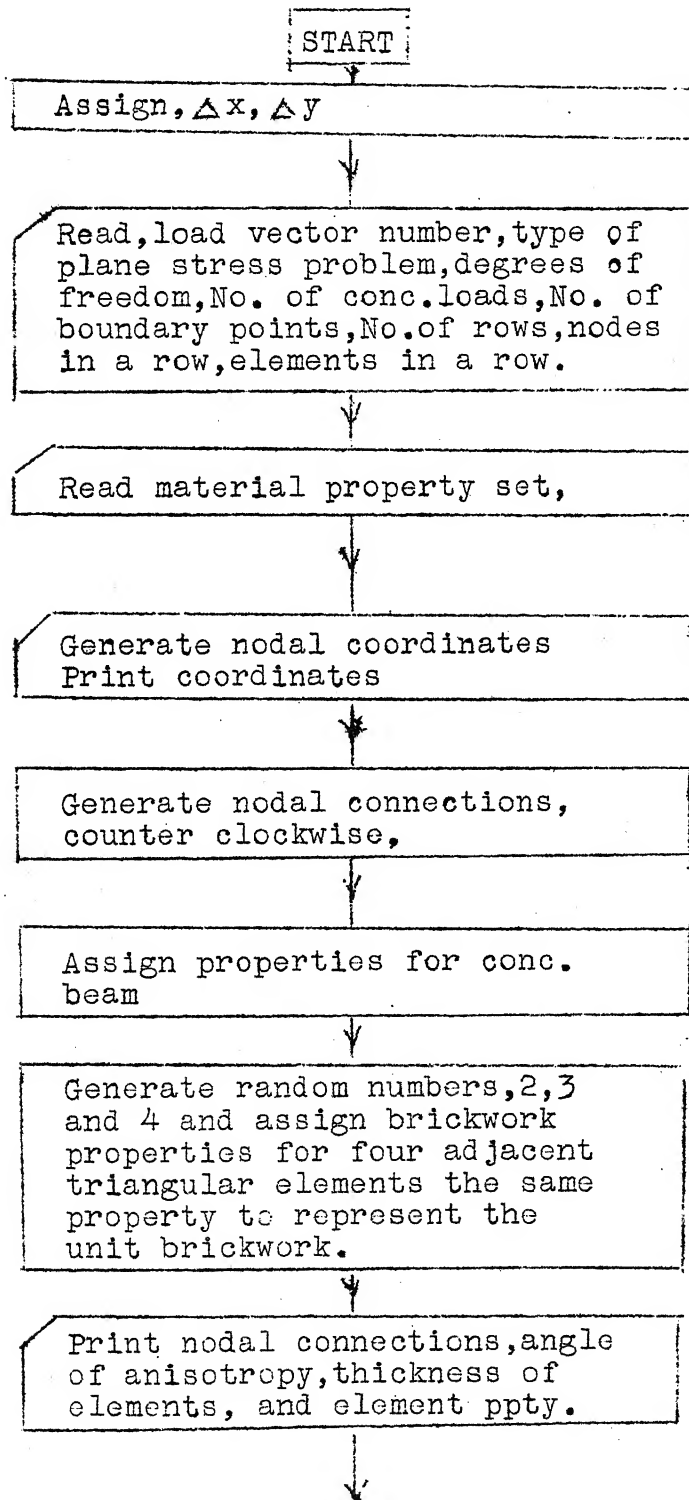 START
Assign, Δx, Δy
Read,load vector number,type of
plane stress problem,degrees of
freedom,No. of conc.loads,No. of
boundary points,No.of rows,nodes
in a row,elements in a row.
Read material property set,
Generate nodal coordinates
Print coordinates
Generate nodal connections,
counter clockwise,
Assign properties for conc.
beam
Generate random numbers,2,3
and 4 and assign brickwork
properties for four adjacent
triangular elements the same
property to represent the
unit brickwork.
Print nodal connections,angle
of anisotropy,thickness of
elements, and element ppty.